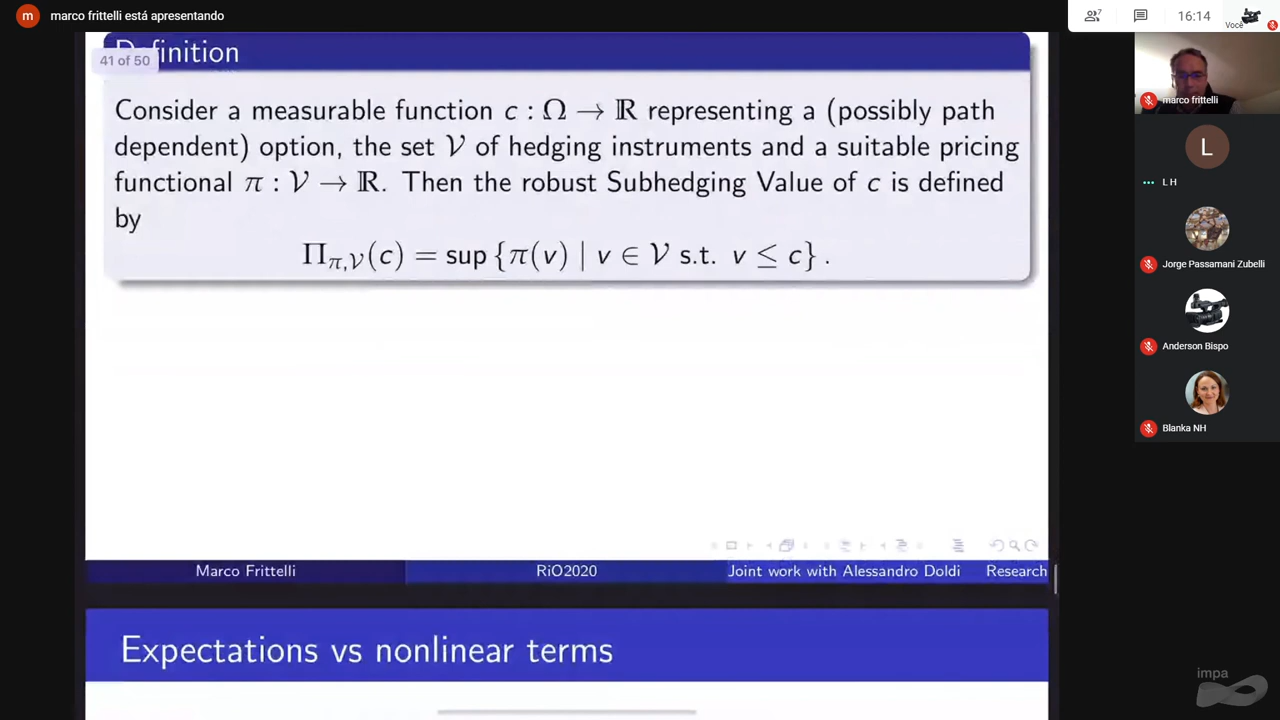 m marco frittelli está apresentando
7 16:14 Você
Definition
41 of 50
Consider a measurable function c : Ω → ℝ representing a (possibly path
dependent) option, the set 𝒱 of hedging instruments and a suitable pricing
functional π : 𝒱 → ℝ. Then the robust Subhedging Value of c is defined
by
Π_{π,𝒱}(c) = sup {π(v) | v ∈ 𝒱 s.t. v ≤ c} .
Marco Frittelli RiO2020 Joint work with Alessandro Doldi Research
Expectations vs nonlinear terms
marco frittelli
L
L H
Jorge Passamani Zubelli
Anderson Bispo
Blanka NH
impa